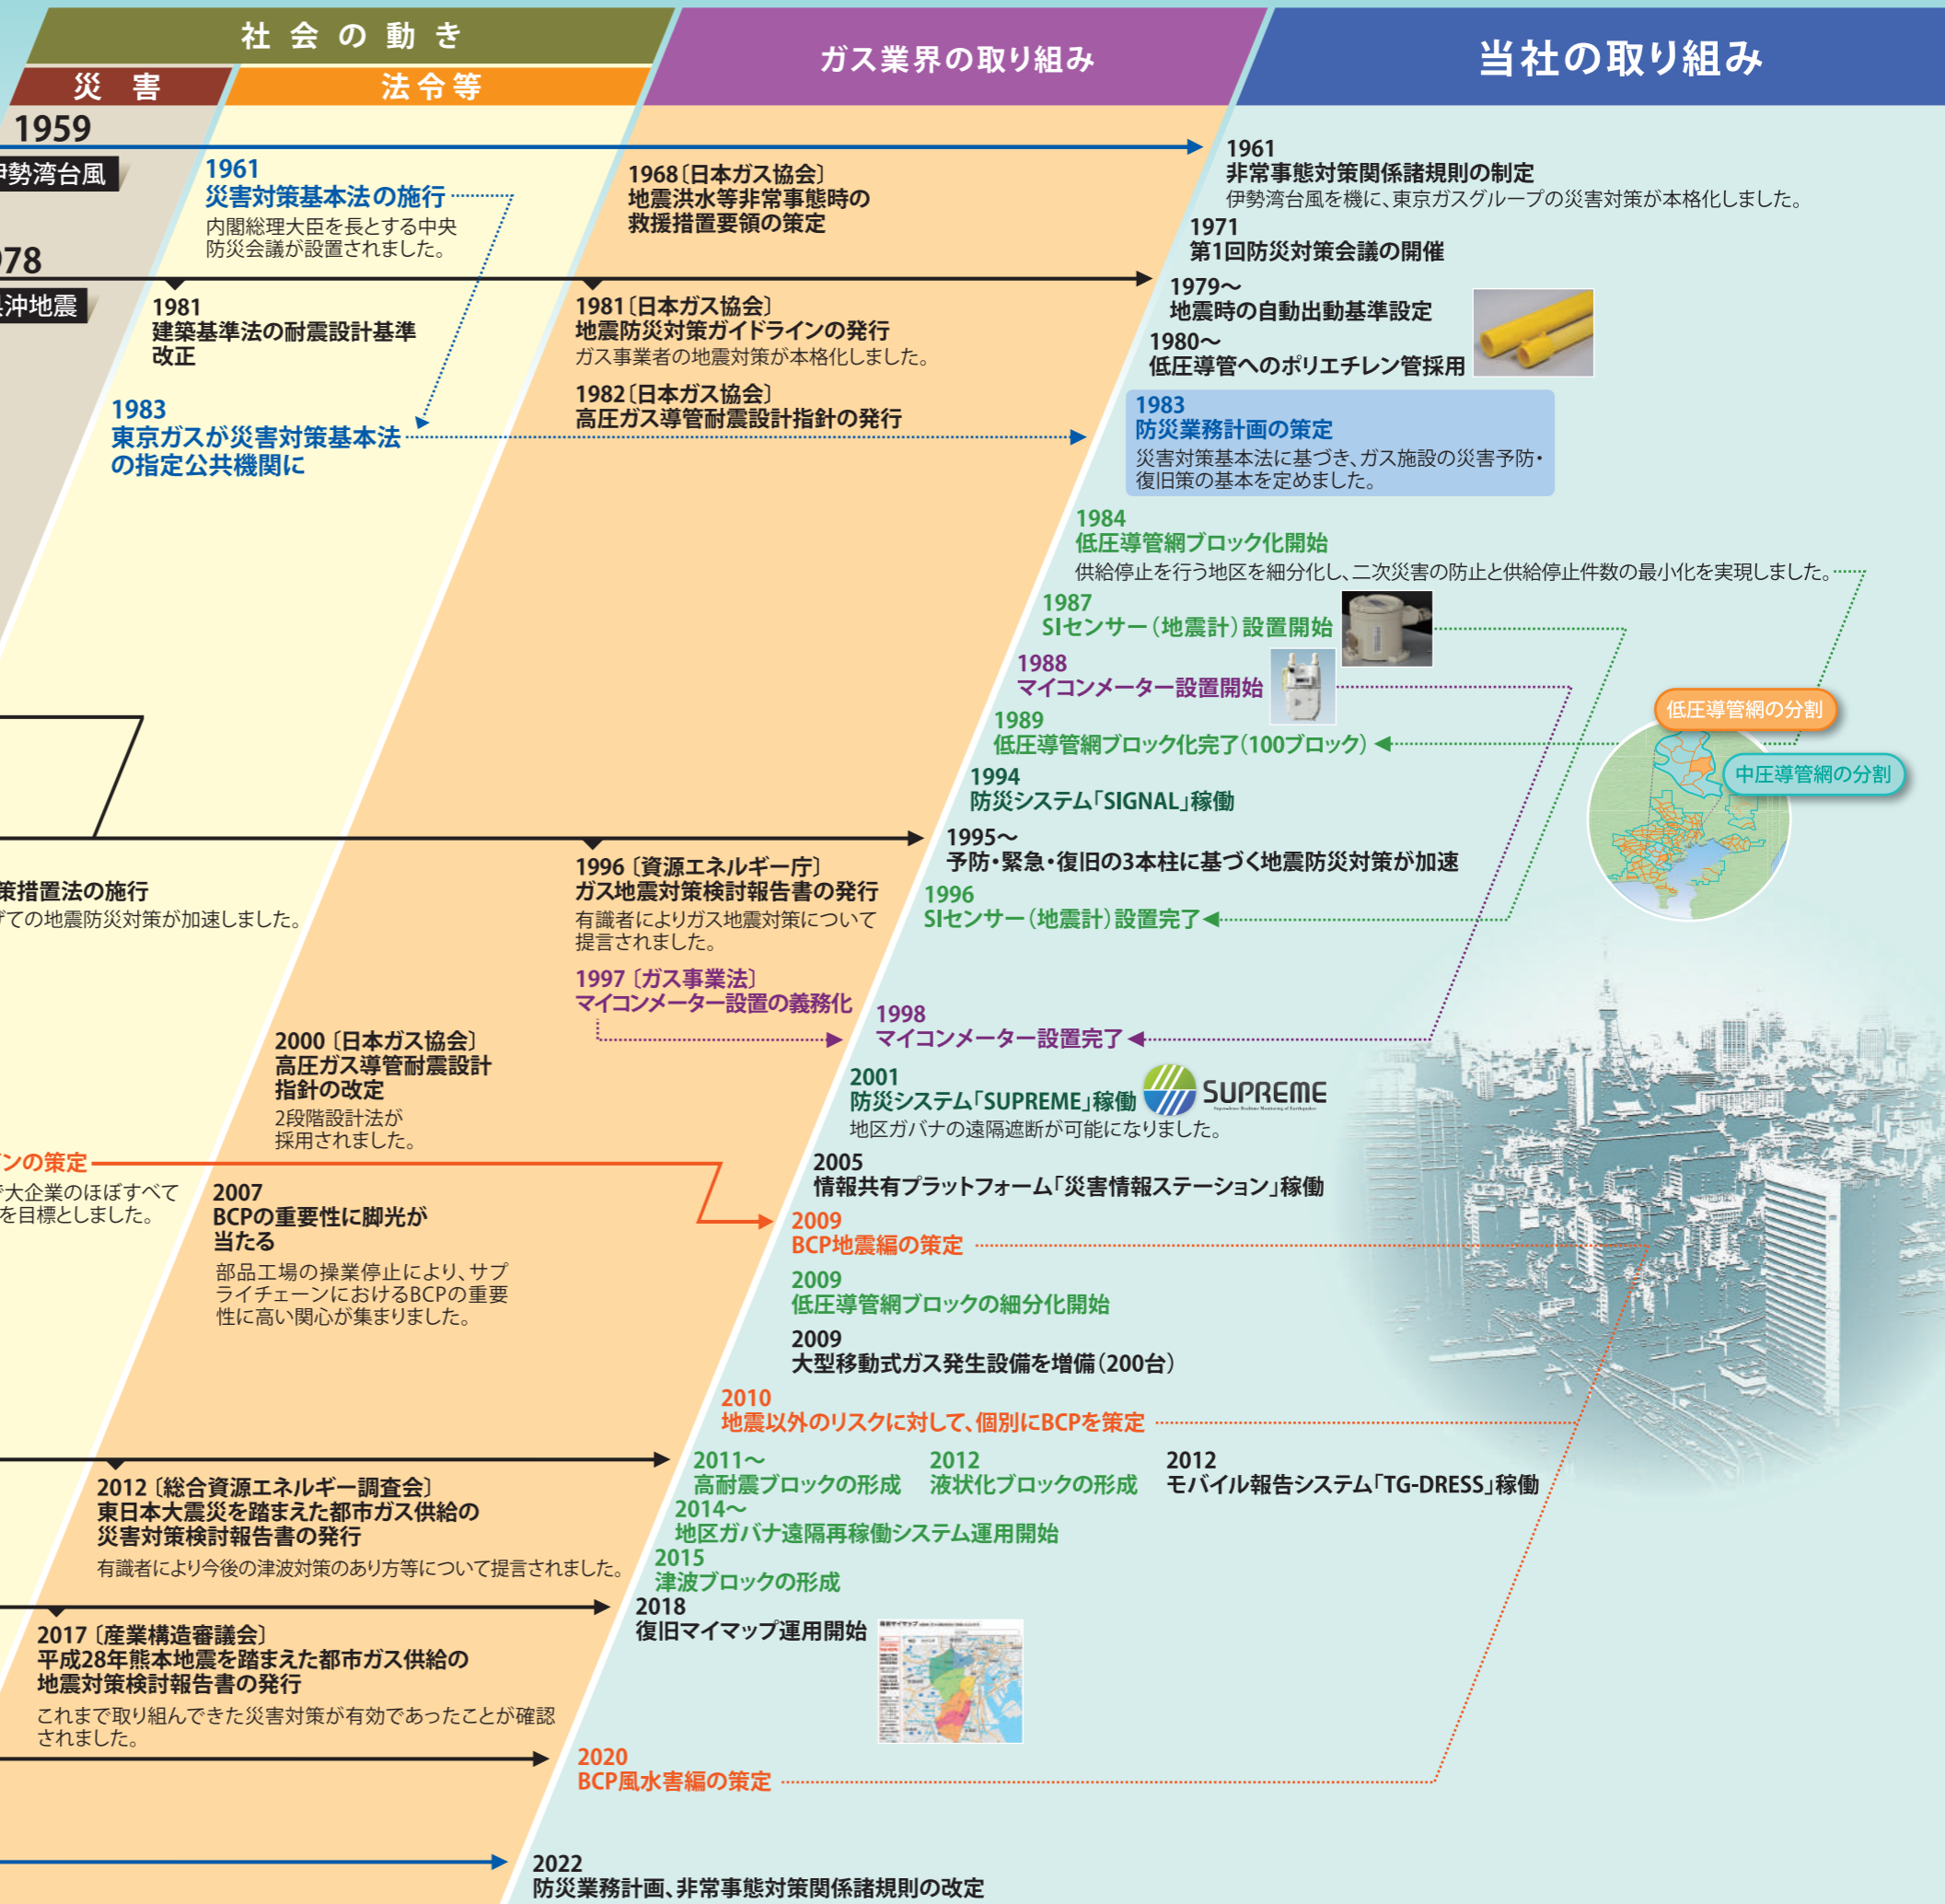 社会の動き
災害
法令等
ガス業界の取り組み
当社の取り組み
1959
伊勢湾台風
1961
災害対策基本法の施行
内閣総理大臣を長とする中央
防災会議が設置されました。
1968〔日本ガス協会〕
地震洪水等非常事態時の
救援措置要領の策定
1961
非常事態対策関係諸規則の制定
伊勢湾台風を機に、東京ガスグループの災害対策が本格化しました。
1971
第1回防災対策会議の開催
978
沖地震
1981
建築基準法の耐震設計基準
改正
1981〔日本ガス協会〕
地震防災対策ガイドラインの発行
ガス事業者の地震対策が本格化しました。
1982〔日本ガス協会〕
高圧ガス導管耐震設計指針の発行
1979～
地震時の自動出動基準設定
1980～
低圧導管へのポリエチレン管採用
1983
東京ガスが災害対策基本法
の指定公共機関に
1983
防災業務計画の策定
災害対策基本法に基づき、ガス施設の災害予防・
復旧策の基本を定めました。
1984
低圧導管網ブロック化開始
供給停止を行う地区を細分化し、二次災害の防止と供給停止件数の最小化を実現しました。
1987
SIセンサー（地震計）設置開始
1988
マイコンメーター設置開始
1989
低圧導管網ブロック化完了（100ブロック）
低圧導管網の分割
中圧導管網の分割
1994
防災システム「SIGNAL」稼働
1995～
予防・緊急・復旧の3本柱に基づく地震防災対策が加速
策措置法の施行
げての地震防災対策が加速しました。
1996〔資源エネルギー庁〕
ガス地震対策検討報告書の発行
有識者によりガス地震対策について
提言されました。
1996
SIセンサー（地震計）設置完了
1997〔ガス事業法〕
マイコンメーター設置の義務化
1998
マイコンメーター設置完了
2000〔日本ガス協会〕
高圧ガス導管耐震設計
指針の改定
2段階設計法が
採用されました。
2001
防災システム「SUPREME」稼働
SUPREME
地区ガバナの遠隔遮断が可能になりました。
ンの策定
で大企業のほぼすべて
を目標としました。
2007
BCPの重要性に脚光が
当たる
部品工場の操業停止により、サプ
ライチェーンにおけるBCPの重要
性に高い関心が集まりました。
2005
情報共有プラットフォーム「災害情報ステーション」稼働
2009
BCP地震編の策定
2009
低圧導管網ブロックの細分化開始
2009
大型移動式ガス発生設備を増備（200台）
2010
地震以外のリスクに対して、個別にBCPを策定
2011～
高耐震ブロックの形成
2012
液状化ブロックの形成
2012
モバイル報告システム「TG-DRESS」稼働
2012〔総合資源エネルギー調査会〕
東日本大震災を踏まえた都市ガス供給の
災害対策検討報告書の発行
有識者により今後の津波対策のあり方等について提言されました。
2014～
地区ガバナ遠隔再稼働システム運用開始
2015
津波ブロックの形成
2017〔産業構造審議会〕
平成28年熊本地震を踏まえた都市ガス供給の
地震対策検討報告書の発行
これまで取り組んできた災害対策が有効であったことが確認
されました。
2018
復旧マイマップ運用開始
2020
BCP風水害編の策定
2022
防災業務計画、非常事態対策関係諸規則の改定